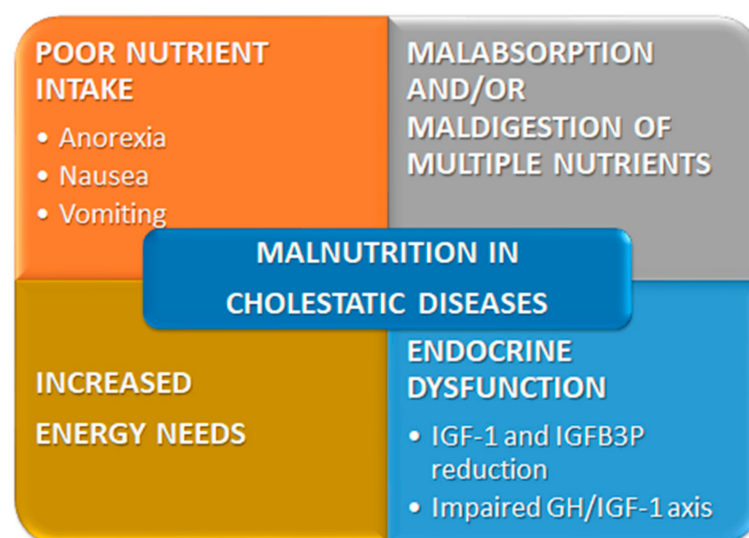 POOR NUTRIENT
INTAKE
• Anorexia
• Nausea
• Vomiting
MALABSORPTION
AND/OR
MALDIGESTION OF
MULTIPLE NUTRIENTS
MALNUTRITION IN
CHOLESTATIC DISEASES
INCREASED
ENERGY NEEDS
ENDOCRINE
DYSFUNCTION
• IGF-1 and IGFB3P
reduction
• Impaired GH/IGF-1 axis